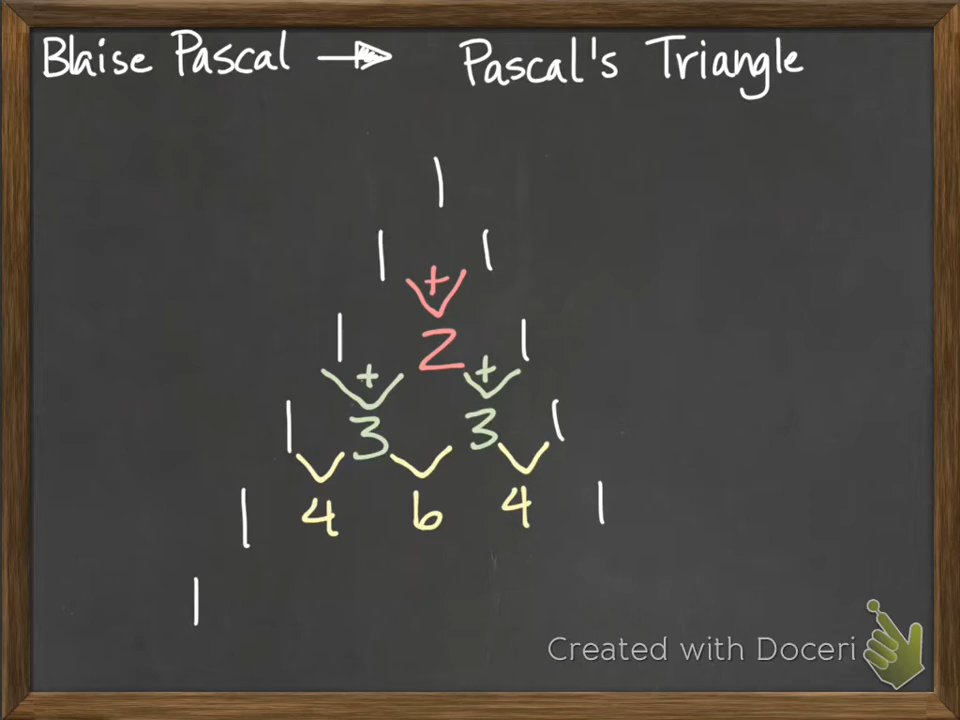 Blaise Pascal → Pascal's Triangle
1
1 1
+
1 2 1
+ +
1 3 3 1
1 4 6 4 1
1
Created with Doceri